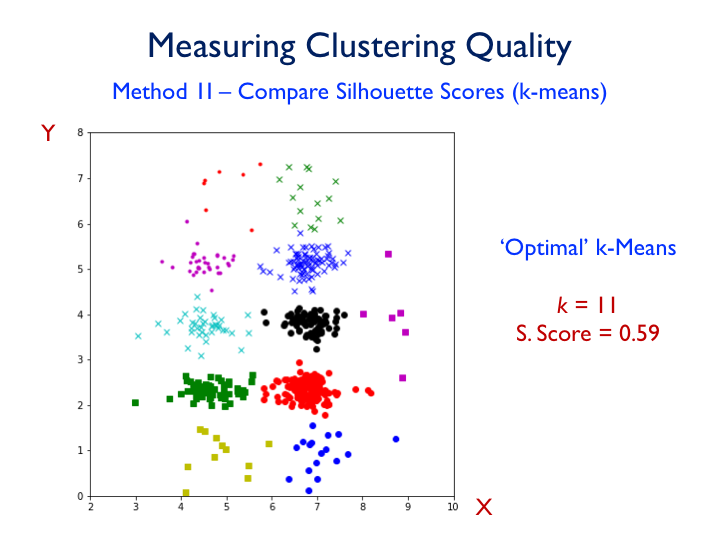 Measuring Clustering Quality
Method II – Compare Silhouette Scores (k-means)
Y
8
7
6
5
4
3
2
1
0
2 3 4 5 6 7 8 9 10
X
‘Optimal’ k-Means
k = 11
S. Score = 0.59